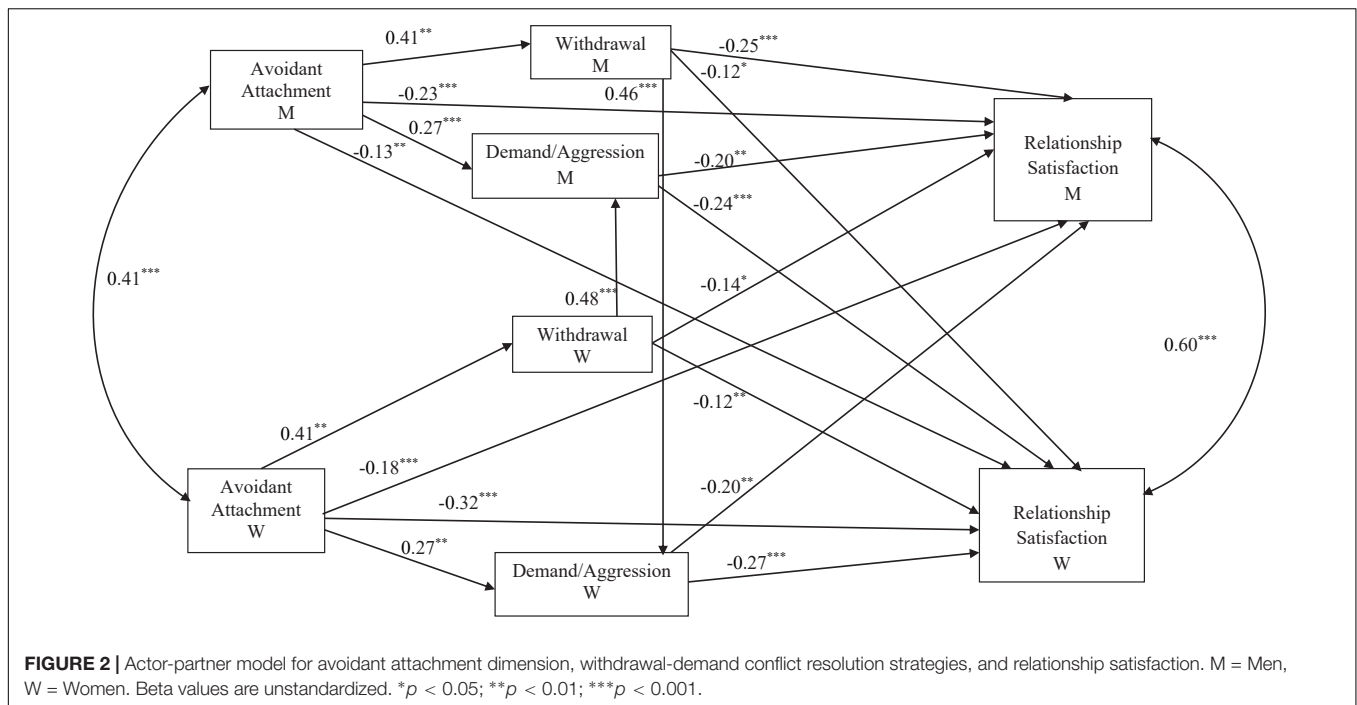 0.41**
Withdrawal
M
-0.25***
-0.12*
Avoidant
Attachment
M
-0.23***
0.46***
0.27***
-0.13**
Demand/Aggression
M
-0.20**
Relationship
Satisfaction
M
-0.24***
0.41***
-0.14*
0.48***
Withdrawal
W
0.60***
-0.12**
0.41**
-0.18***
Avoidant
Attachment
W
-0.32***
-0.20**
Relationship
Satisfaction
W
0.27**
Demand/Aggression
W
-0.27***
FIGURE 2 | Actor-partner model for avoidant attachment dimension, withdrawal-demand conflict resolution strategies, and relationship satisfaction. M = Men,
W = Women. Beta values are unstandardized. *p < 0.05; **p < 0.01; ***p < 0.001.